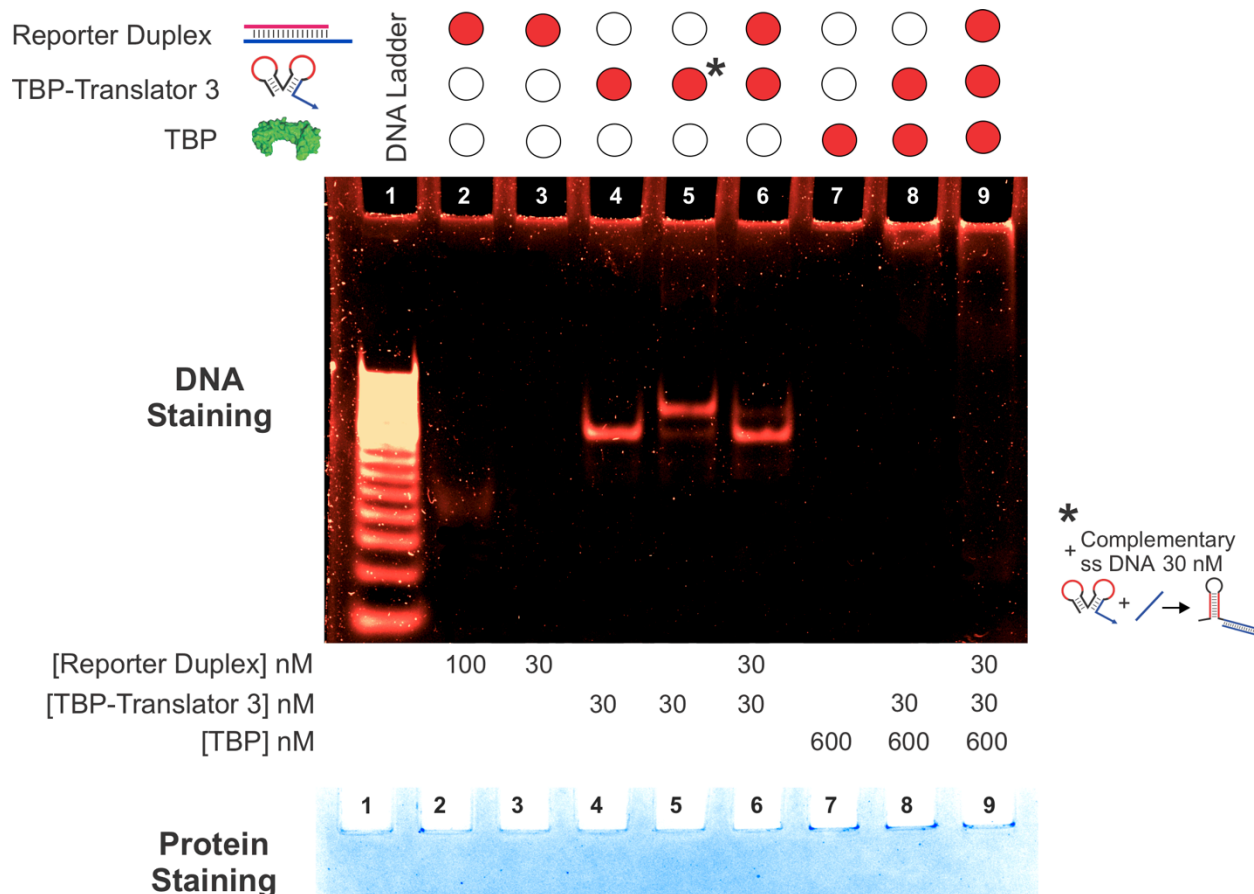 Reporter Duplex
TBP-Translator 3
TBP
DNA Ladder
*
1 2 3 4 5 6 7 8 9
DNA
Staining
*
+ Complementary
ss DNA 30 nM
+
[Reporter Duplex] nM 100 30 30 30
[TBP-Translator 3] nM 30 30 30 30 30
[TBP] nM 600 600 600
1 2 3 4 5 6 7 8 9
Protein
Staining